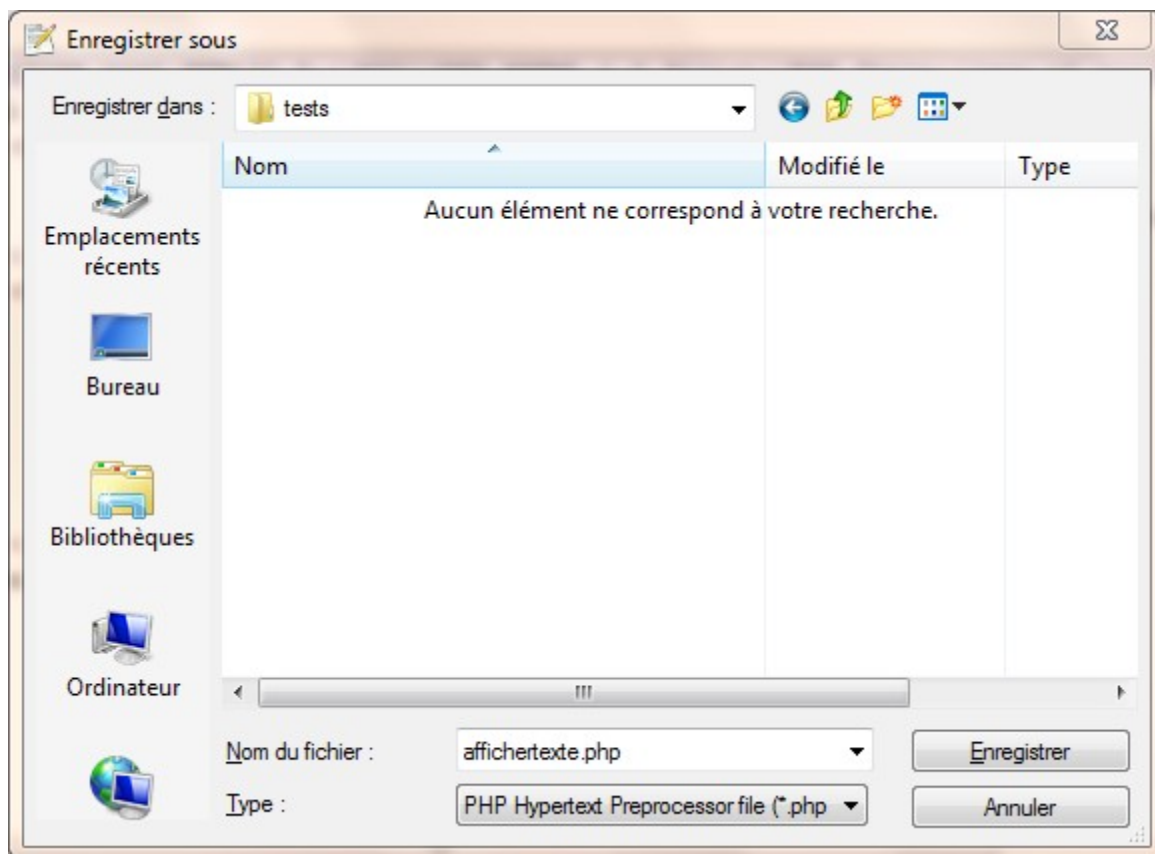 Enregistrer sous
Enregistrer dans :
tests
Nom
Modifié le
Type
Aucun élément ne correspond à votre recherche.
Emplacements
récents
Bureau
Bibliothèques
Ordinateur
Nom du fichier :
affichertexte.php
Enregistrer
Type :
PHP Hypertext Preprocessor file (*.php
Annuler